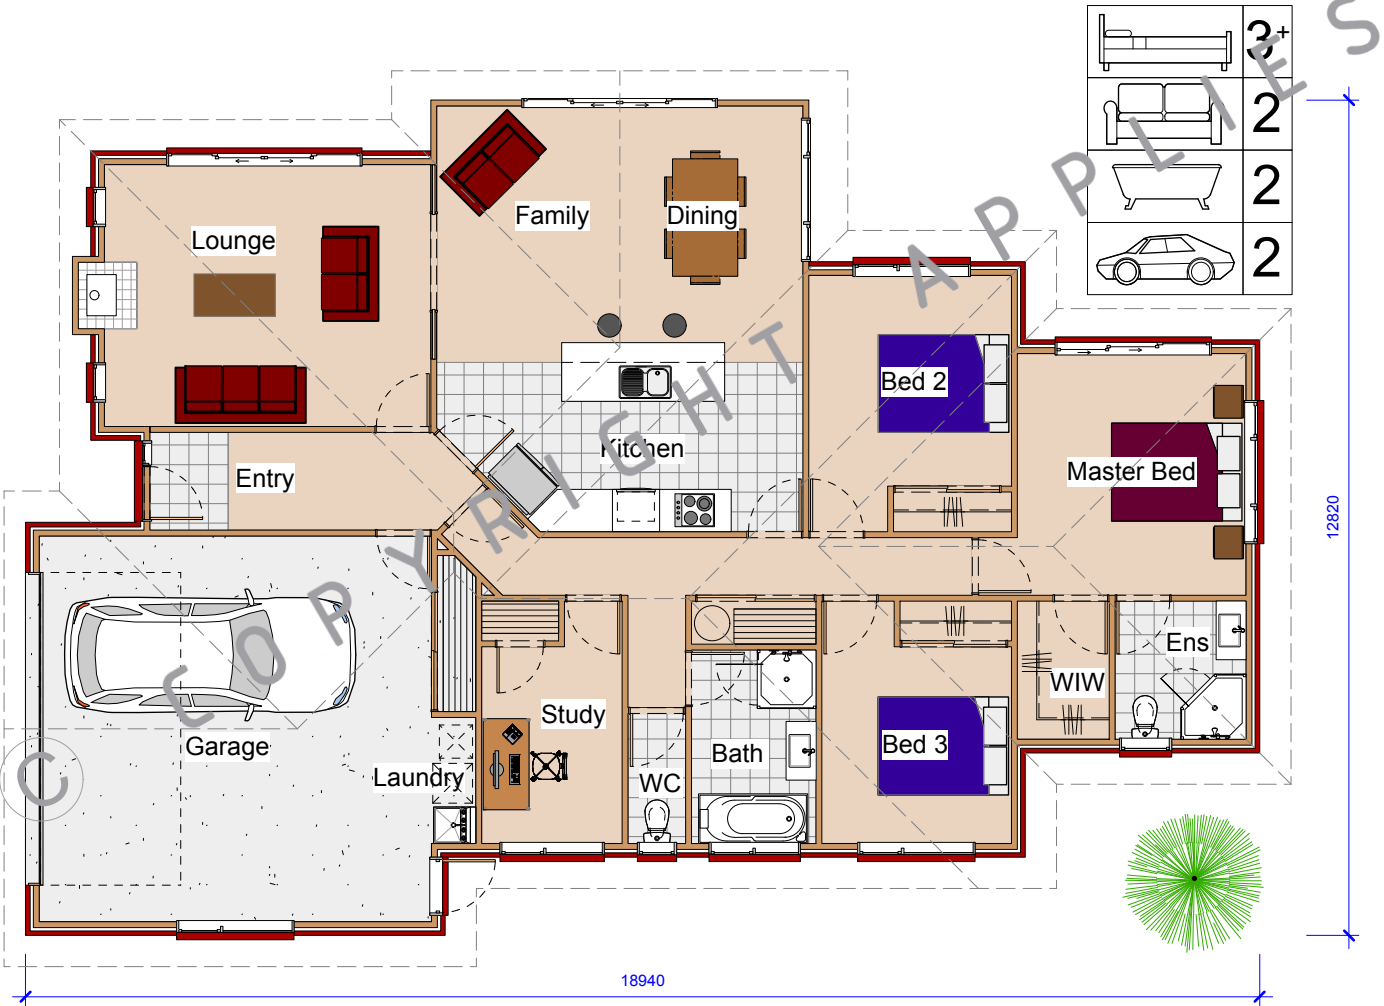 3+
2
2
2
Family
Dining
Lounge
Bed 2
Kitchen
Master Bed
Entry
Ens
WIW
Study
Garage
Bath
Bed 3
Laundry
WC
12820
18940
© COPYRIGHT APPLIES